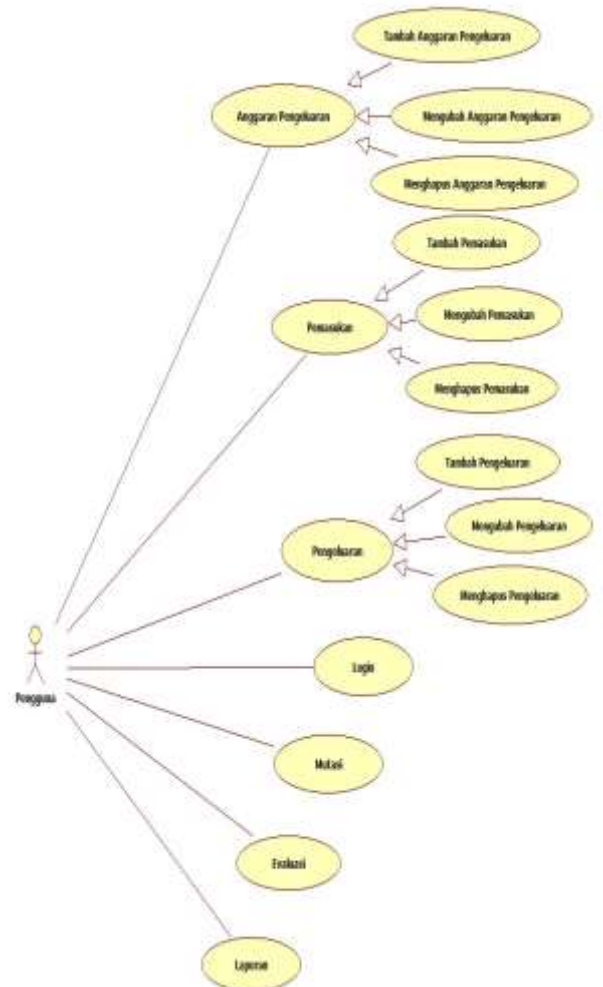 Tambah Anggaran Pengeluaran
Anggaran Pengeluaran
Mengubah Anggaran Pengeluaran
Menghapus Anggaran Pengeluaran
Tambah Pemasukan
Pemasukan
Mengubah Pemasukan
Menghapus Pemasukan
Tambah Pengeluaran
Mengubah Pengeluaran
Pengeluaran
Menghapus Pengeluaran
Login
Pengguna
Mutasi
Evaluasi
Laporan